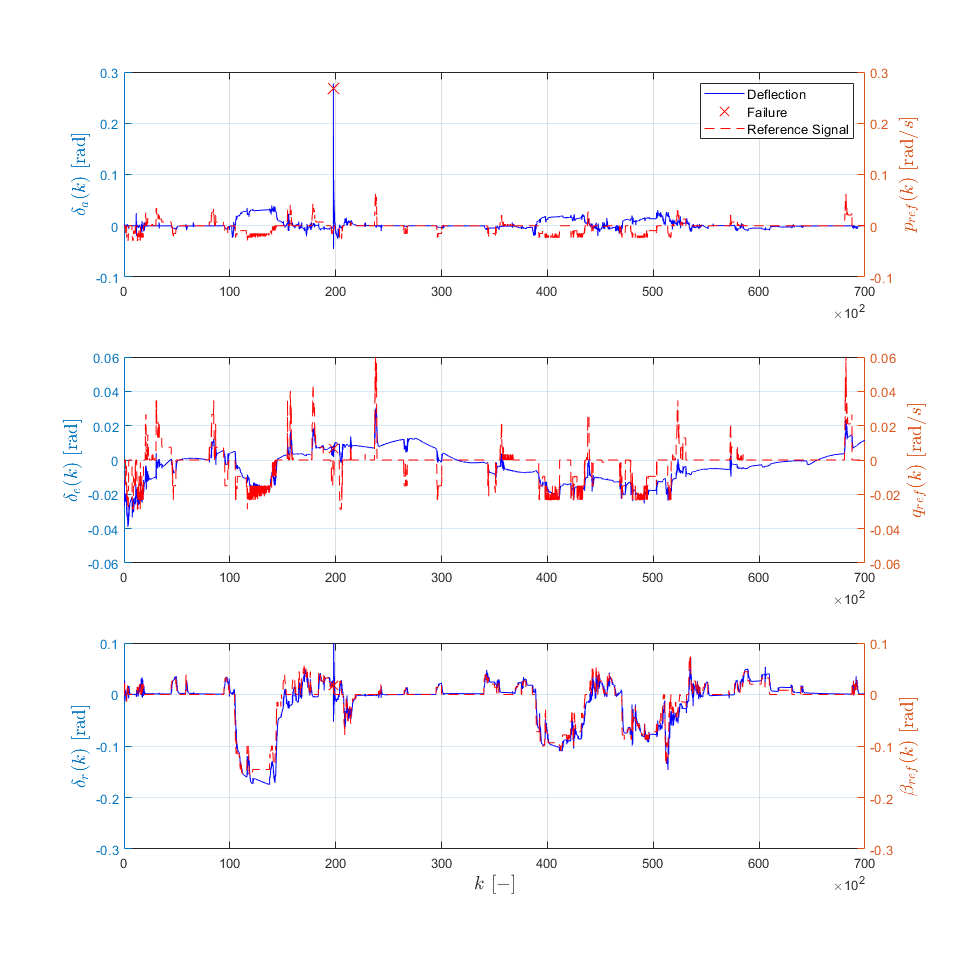 0.3
0.2
0.1
0
-0.1
δₐ(k) [rad]
0.3
0.2
0.1
0
-0.1
p_ref(k) [rad/s]
Deflection
Failure
Reference Signal
0 100 200 300 400 500 600 700
×10²
0.06
0.04
0.02
0
-0.02
-0.04
-0.06
δₑ(k) [rad]
0.06
0.04
0.02
0
-0.02
-0.04
-0.06
q_ref(k) [rad/s]
0 100 200 300 400 500 600 700
×10²
0.1
0
-0.1
-0.2
-0.3
δᵣ(k) [rad]
0.1
0
-0.1
-0.2
-0.3
β_ref(k) [rad]
0 100 200 300 400 500 600 700
×10²
k [−]